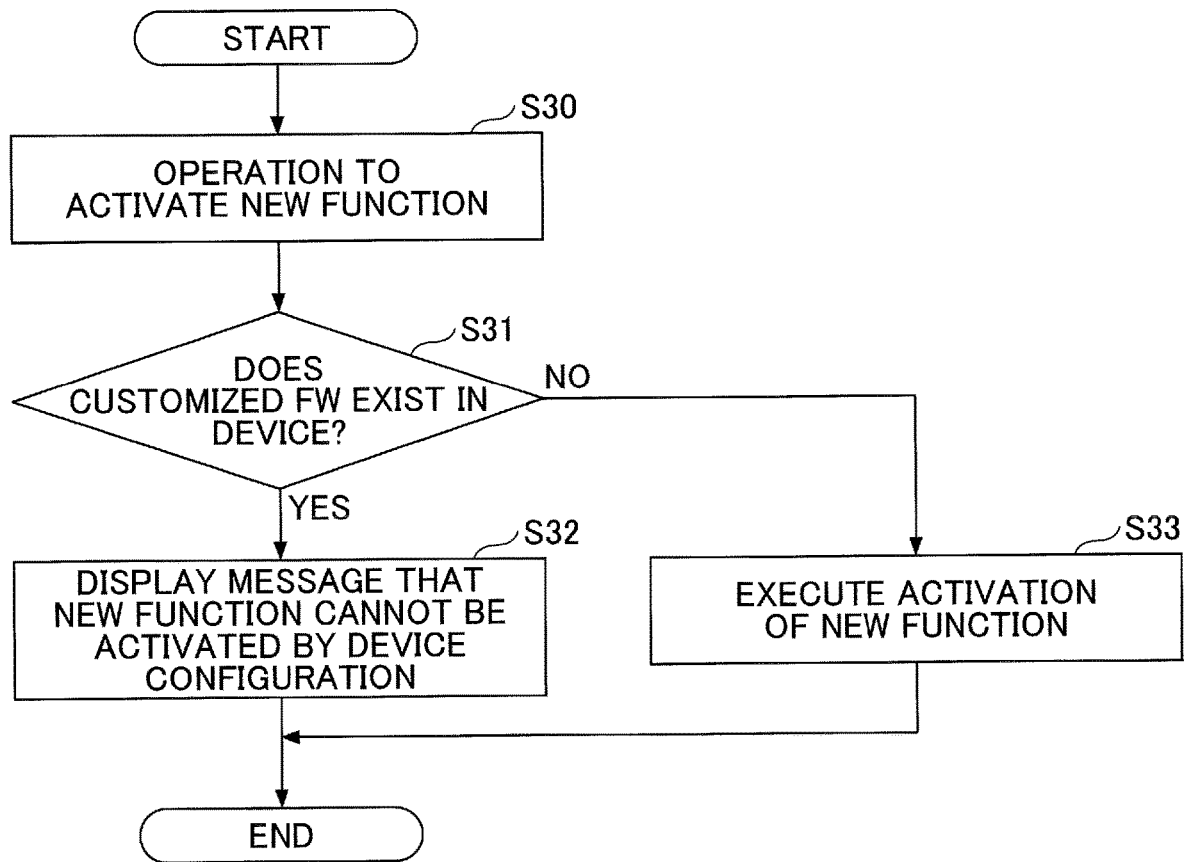 START
S30
OPERATION TO
ACTIVATE NEW FUNCTION
S31
DOES
CUSTOMIZED FW EXIST IN
DEVICE?
NO
YES
S32
DISPLAY MESSAGE THAT
NEW FUNCTION CANNOT BE
ACTIVATED BY DEVICE
CONFIGURATION
S33
EXECUTE ACTIVATION
OF NEW FUNCTION
END